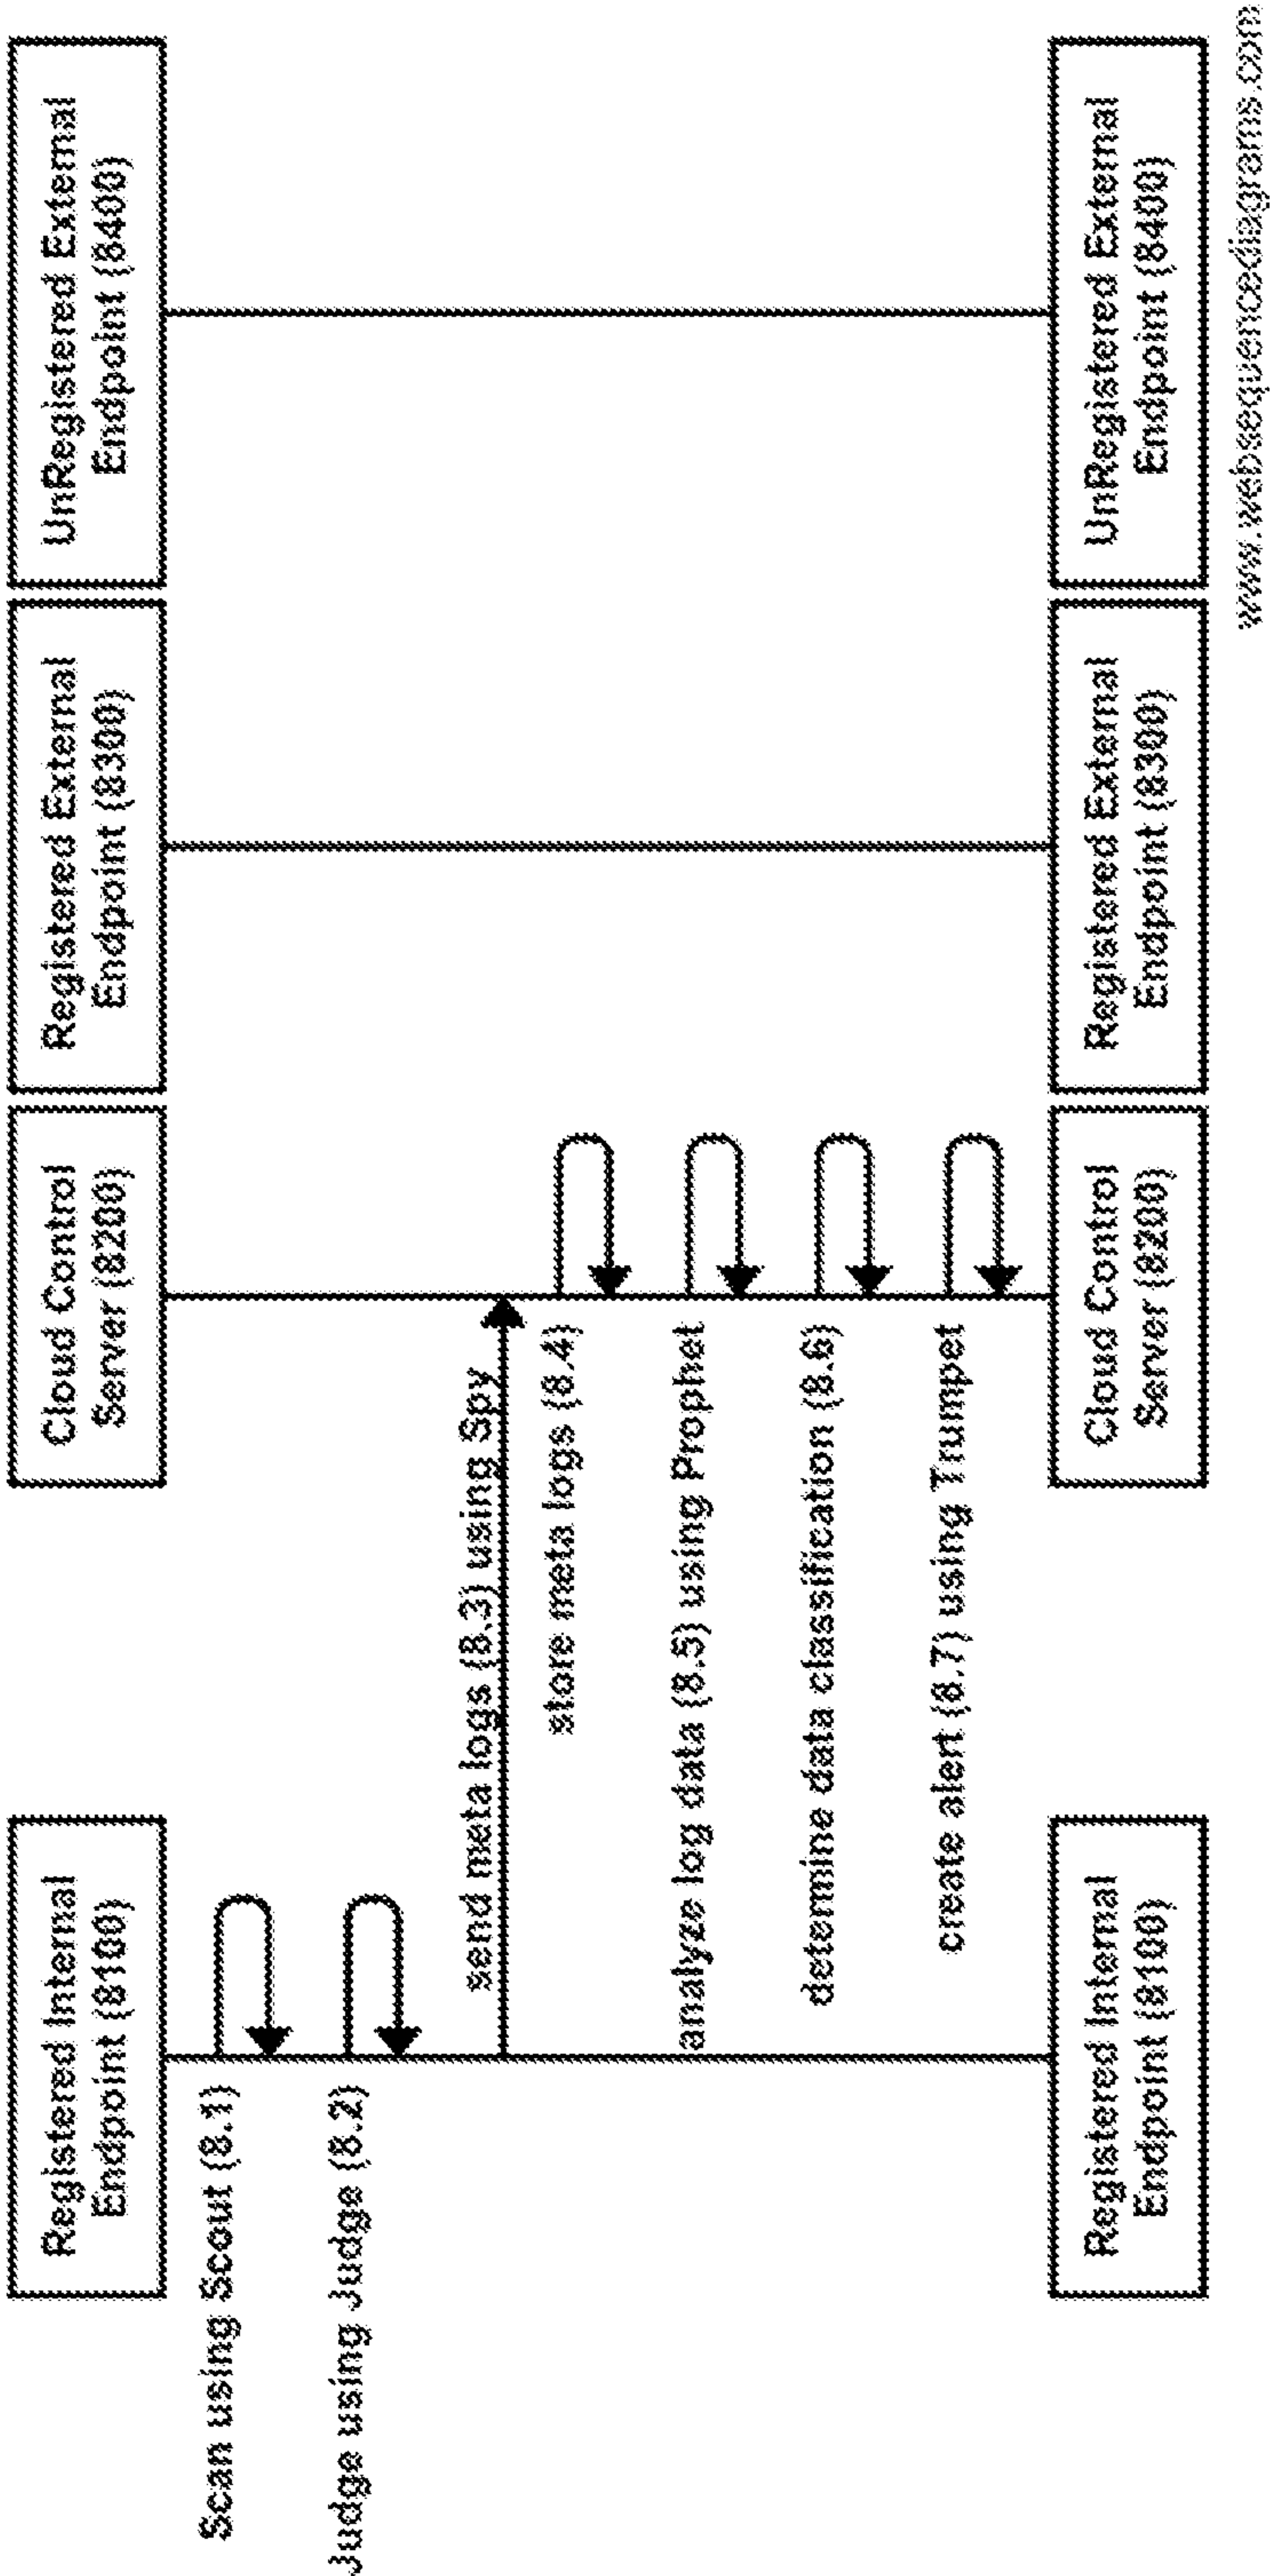 Registered Internal
Endpoint (8100)
Cloud Control
Server (8200)
Registered External
Endpoint (8300)
UnRegistered External
Endpoint (8400)
Scan using Scout (8.1)
Judge using Judge (8.2)
send meta logs (8.3) using Spy
store meta logs (8.4)
analyze log data (8.5) using Prophet
determine data classification (8.6)
create alert (8.7) using Trumpet
Registered Internal
Endpoint (8100)
Cloud Control
Server (8200)
Registered External
Endpoint (8300)
UnRegistered External
Endpoint (8400)
www.websequencediagrams.com